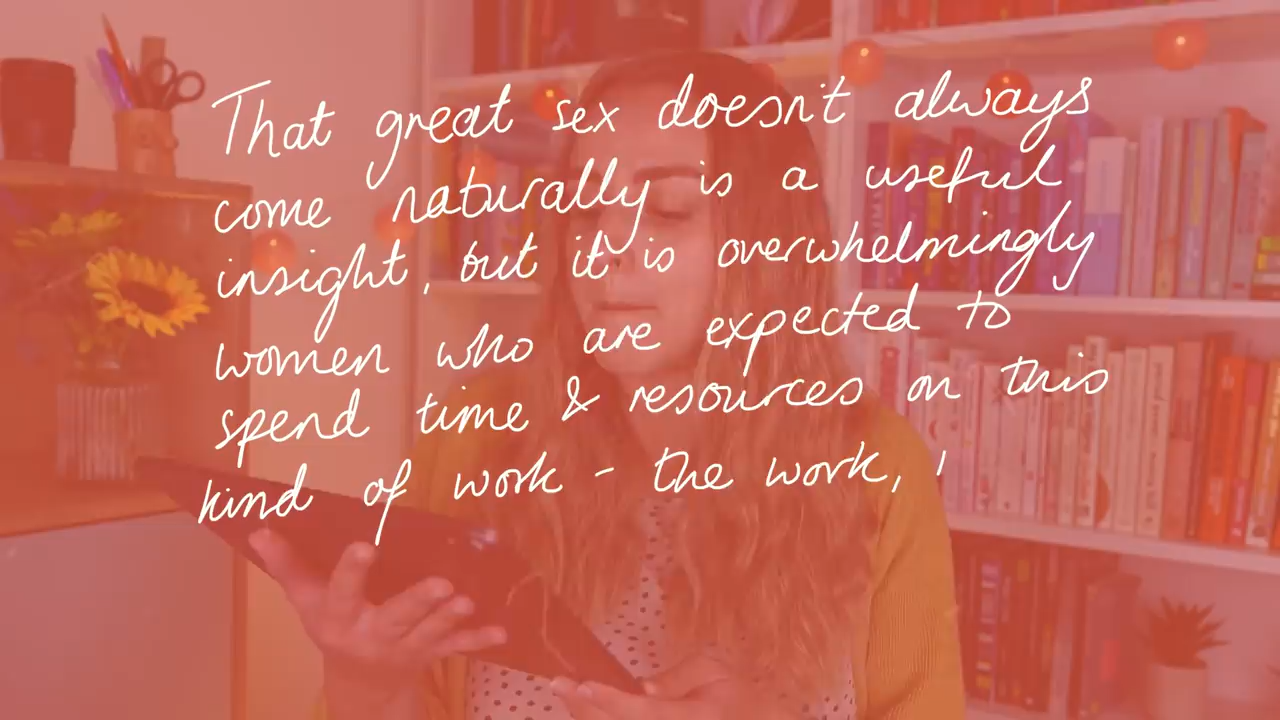 That great sex doesn't always
come naturally is a useful
insight, but it is overwhelmingly
women who are expected to
spend time & resources on this
kind of work - the work,